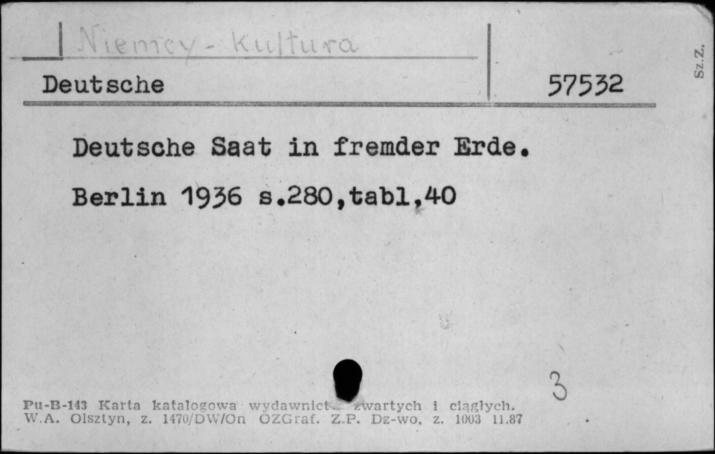 Niemcy - Kultura
Sz.Z.
Deutsche 57532
Deutsche Saat in fremder Erde.
Berlin 1936 s.280,tabl,40
3
Pu-B-143 Karta katalogowa wydawnict zwartych i ciągłych.
W.A. Olsztyn, z. 1470/DW/On OZGraf. Z.P. Dz-wo, z. 1003 11.87